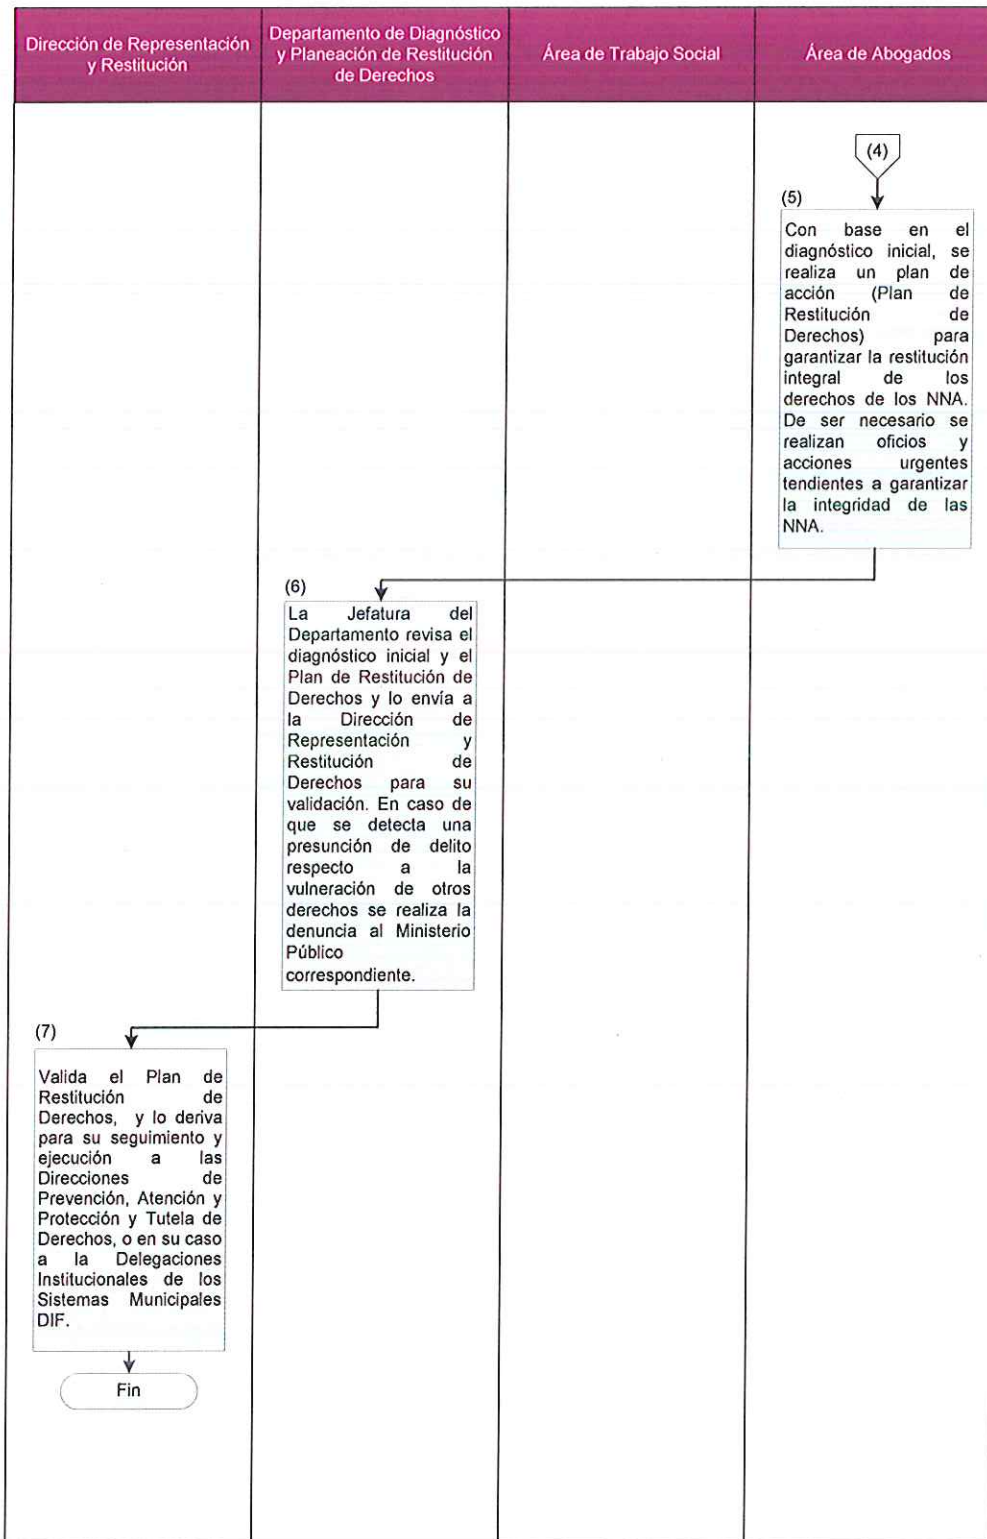 Dirección de Representación
y Restitución
Departamento de Diagnóstico
y Planeación de Restitución
de Derechos
Área de Trabajo Social
Área de Abogados
(4)
(5)
Con base en el
diagnóstico inicial, se
realiza un plan de
acción (Plan de
Restitución de
Derechos) para
garantizar la restitución
integral de los
derechos de los NNA.
De ser necesario se
realizan oficios y
acciones urgentes
tendientes a garantizar
la integridad de las
NNA.
(6)
La Jefatura del
Departamento revisa el
diagnóstico inicial y el
Plan de Restitución de
Derechos y lo envía a
la Dirección de
Representación y
Restitución de
Derechos para su
validación. En caso de
que se detecta una
presunción de delito
respecto a la
vulneración de otros
derechos se realiza la
denuncia al Ministerio
Público
correspondiente.
(7)
Valida el Plan de
Restitución de
Derechos, y lo deriva
para su seguimiento y
ejecución a las
Direcciones de
Prevención, Atención y
Protección y Tutela de
Derechos, o en su caso
a la Delegaciones
Institucionales de los
Sistemas Municipales
DIF.
Fin